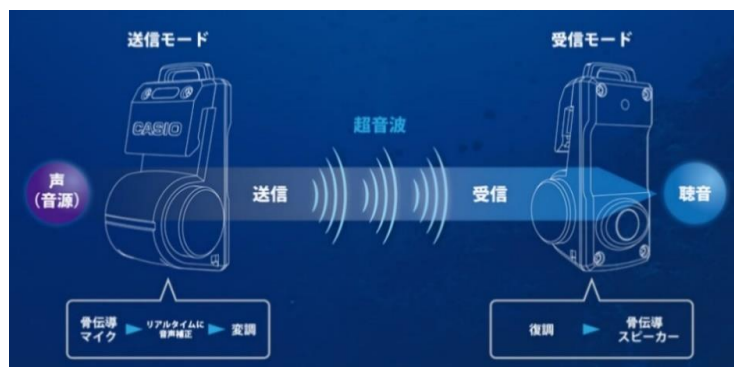 送信モード
受信モード
CASIO
超音波
声
(音源)
送信
受信
聴音
骨伝導
マイク
リアルタイムに
音声補正
変調
復調
骨伝導
スピーカー